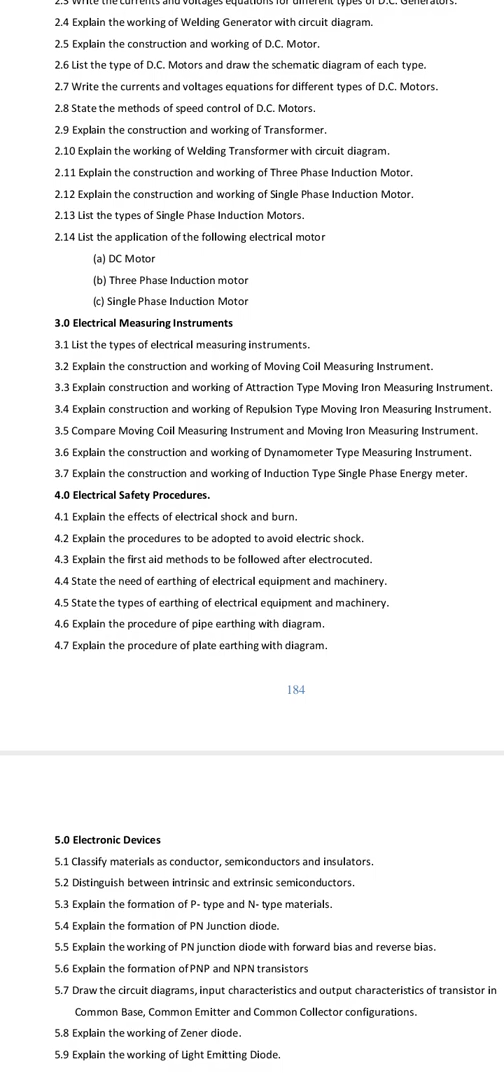 2.3 Write the currents and voltages equations for different types of D.C. Generators.
2.4 Explain the working of Welding Generator with circuit diagram.
2.5 Explain the construction and working of D.C. Motor.
2.6 List the type of D.C. Motors and draw the schematic diagram of each type.
2.7 Write the currents and voltages equations for different types of D.C. Motors.
2.8 State the methods of speed control of D.C. Motors.
2.9 Explain the construction and working of Transformer.
2.10 Explain the working of Welding Transformer with circuit diagram.
2.11 Explain the construction and working of Three Phase Induction Motor.
2.12 Explain the construction and working of Single Phase Induction Motor.
2.13 List the types of Single Phase Induction Motors.
2.14 List the application of the following electrical motor
(a) DC Motor
(b) Three Phase Induction motor
(c) Single Phase Induction Motor
3.0 Electrical Measuring Instruments
3.1 List the types of electrical measuring instruments.
3.2 Explain the construction and working of Moving Coil Measuring Instrument.
3.3 Explain construction and working of Attraction Type Moving Iron Measuring Instrument.
3.4 Explain construction and working of Repulsion Type Moving Iron Measuring Instrument.
3.5 Compare Moving Coil Measuring Instrument and Moving Iron Measuring Instrument.
3.6 Explain the construction and working of Dynamometer Type Measuring Instrument.
3.7 Explain the construction and working of Induction Type Single Phase Energy meter.
4.0 Electrical Safety Procedures.
4.1 Explain the effects of electrical shock and burn.
4.2 Explain the procedures to be adopted to avoid electric shock.
4.3 Explain the first aid methods to be followed after electrocuted.
4.4 State the need of earthing of electrical equipment and machinery.
4.5 State the types of earthing of electrical equipment and machinery.
4.6 Explain the procedure of pipe earthing with diagram.
4.7 Explain the procedure of plate earthing with diagram.
184
5.0 Electronic Devices
5.1 Classify materials as conductor, semiconductors and insulators.
5.2 Distinguish between intrinsic and extrinsic semiconductors.
5.3 Explain the formation of P- type and N- type materials.
5.4 Explain the formation of PN Junction diode.
5.5 Explain the working of PN junction diode with forward bias and reverse bias.
5.6 Explain the formation of PNP and NPN transistors
5.7 Draw the circuit diagrams, input characteristics and output characteristics of transistor in
Common Base, Common Emitter and Common Collector configurations.
5.8 Explain the working of Zener diode.
5.9 Explain the working of Light Emitting Diode.